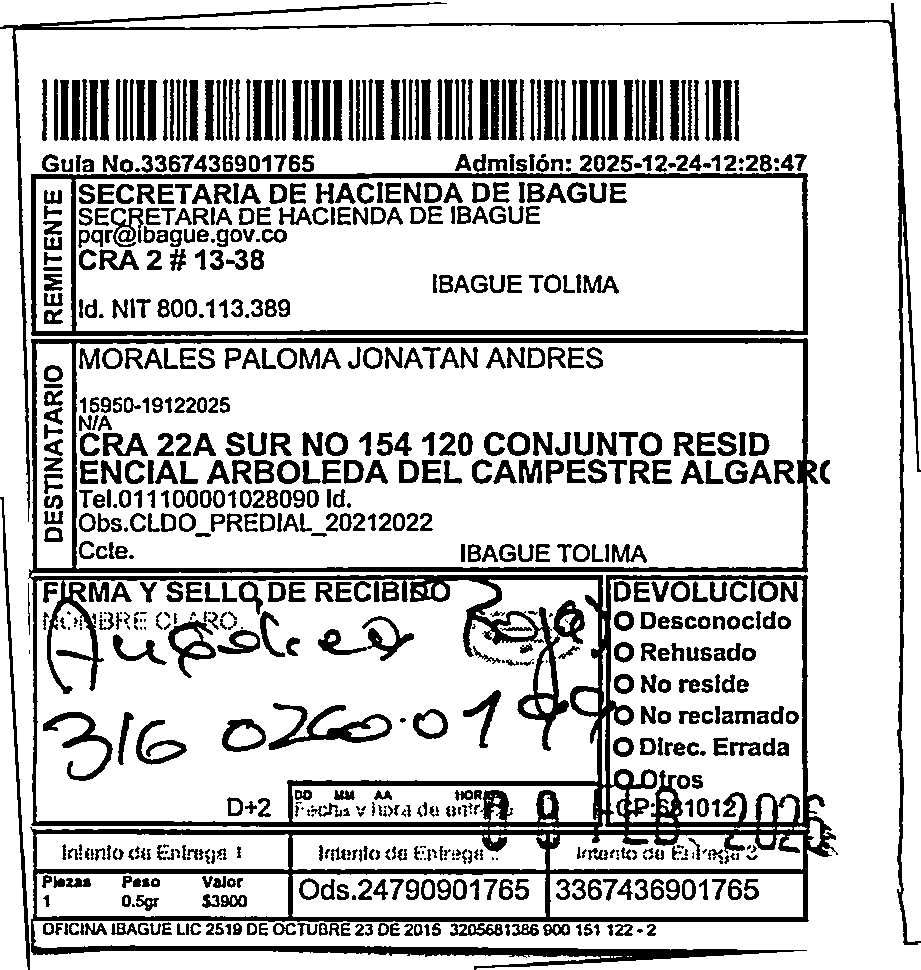 Guia No.3367436901765 Admisión: 2025-12-24-12:28:47
REMITENTE
SECRETARIA DE HACIENDA DE IBAGUE
SECRETARIA DE HACIENDA DE IBAGUE
pqr@ibague.gov.co
CRA 2 # 13-38
IBAGUE TOLIMA
Id. NIT 800.113.389
DESTINATARIO
MORALES PALOMA JONATAN ANDRES
15950-19122025
N/A
CRA 22A SUR NO 154 120 CONJUNTO RESID
ENCIAL ARBOLEDA DEL CAMPESTRE ALGARRO
Tel.011100001028090 Id.
Obs.CLDO_PREDIAL_20212022
Ccte. IBAGUE TOLIMA
FIRMA Y SELLO DE RECIBIDO
NOMBRE CLARO.
Rojas
316 0260.0199
DEVOLUCION
Desconocido
Rehusado
No reside
No reclamado
Direc. Errada
Otros
D+2
DD MM AA HORA
Fecha y hora de entrega
CP:681012
09 FEB 2026
Intento de Entrega 1 Intento de Entrega 2 Intento de Entrega 3
Piezas Peso Valor
1 0.5gr $3900
Ods.24790901765 3367436901765
OFICINA IBAGUE LIC 2519 DE OCTUBRE 23 DE 2015 3205681386 900 151 122 - 2